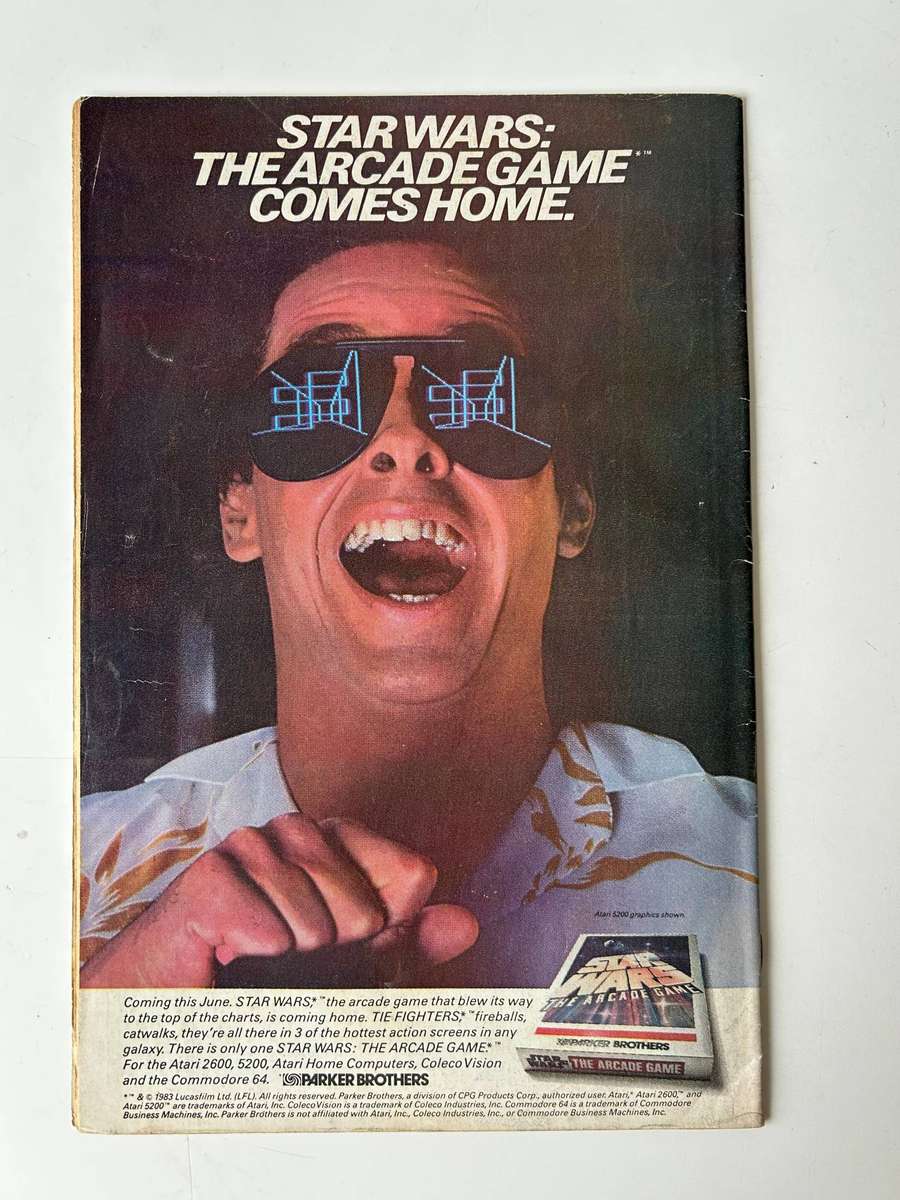 STAR WARS:
THE ARCADE GAME*™
COMES HOME.
Atari 5200 graphics shown.
STAR
WARS
THE ARCADE GAME
PARKER BROTHERS
STAR
WARS THE ARCADE GAME
Coming this June. STAR WARS,*™ the arcade game that blew its way
to the top of the charts, is coming home. TIE FIGHTERS,*™ fireballs,
catwalks, they're all there in 3 of the hottest action screens in any
galaxy. There is only one STAR WARS: THE ARCADE GAME.*™
For the Atari 2600, 5200, Atari Home Computers, ColecoVision
and the Commodore 64. PARKER BROTHERS
*™ & © 1983 Lucasfilm Ltd. (LFL). All rights reserved. Parker Brothers, a division of CPG Products Corp., authorized user. Atari,* Atari 2600,™ and
Atari 5200™ are trademarks of Atari, Inc. ColecoVision is a trademark of Coleco Industries, Inc. Commodore 64 is a trademark of Commodore
Business Machines, Inc. Parker Brothers is not affiliated with Atari, Inc., Coleco Industries, Inc., or Commodore Business Machines, Inc.